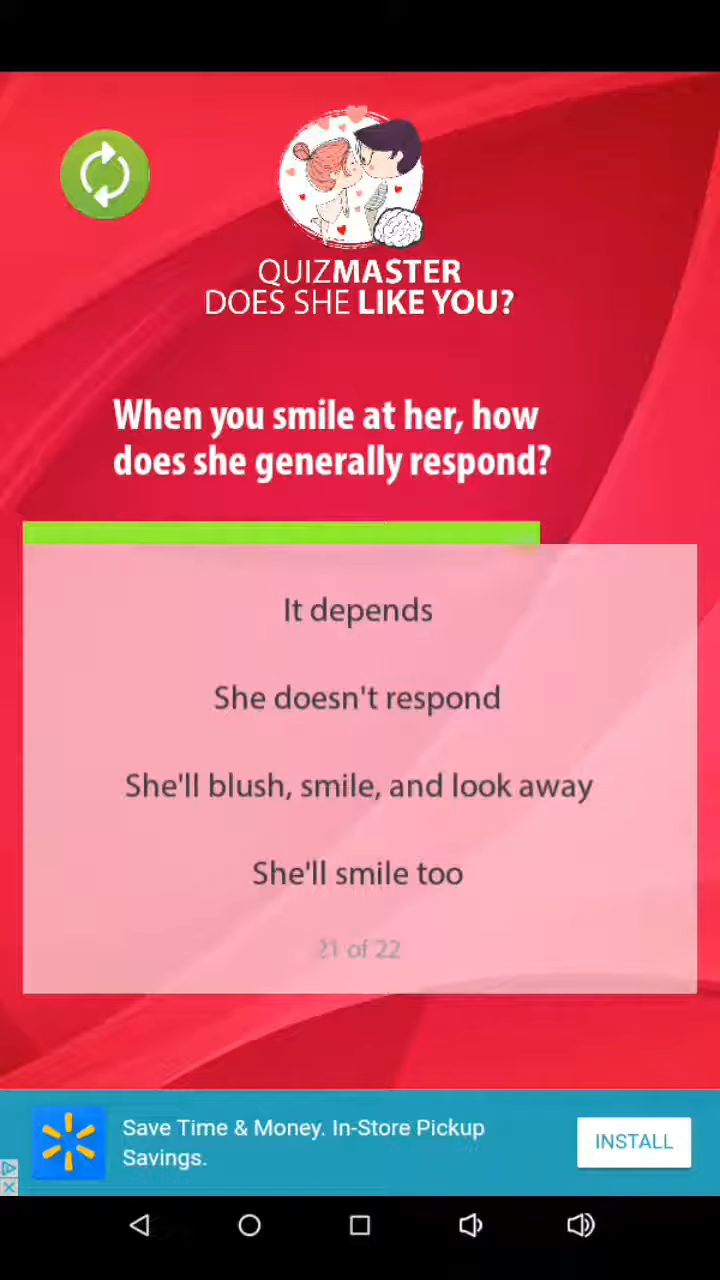 QUIZMASTER
DOES SHE LIKE YOU?
When you smile at her, how
does she generally respond?
It depends
She doesn't respond
She'll blush, smile, and look away
She'll smile too
21 of 22
Save Time & Money. In-Store Pickup
Savings.
INSTALL